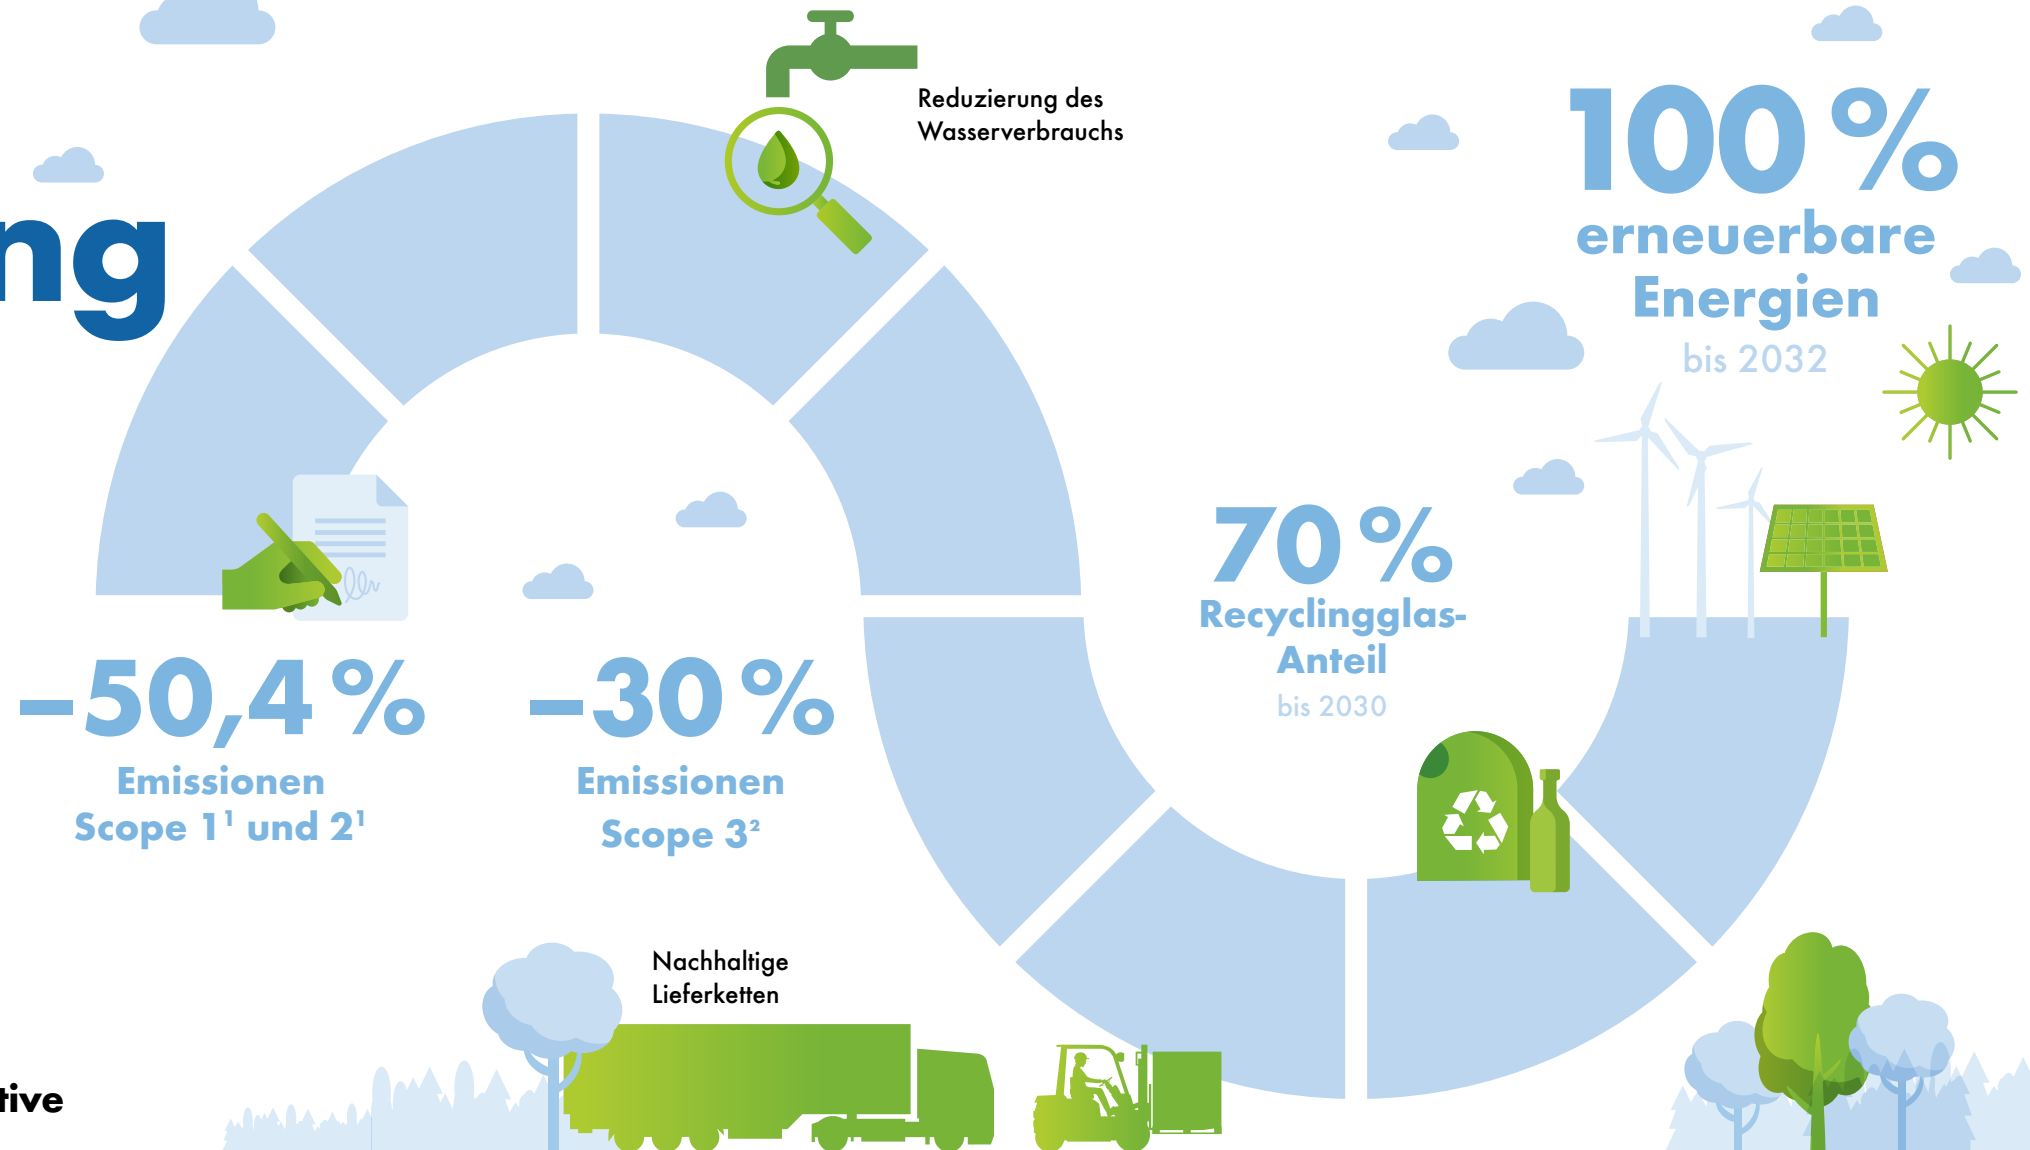 Reduzierung des
Wasserverbrauchs
100 %
erneuerbare
Energien
bis 2032
ng
70 %
Recyclingglas-
Anteil
bis 2030
–50,4 %
Emissionen
Scope 1¹ und 2¹
–30 %
Emissionen
Scope 3²
Nachhaltige
Lieferketten
tive